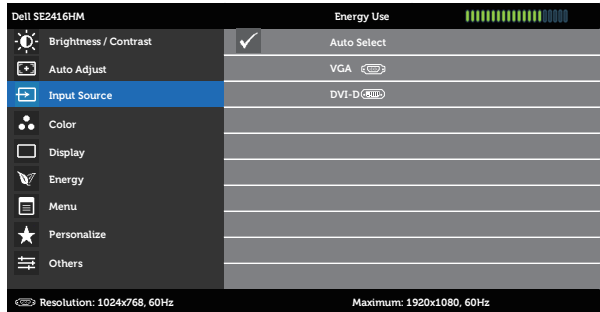 Dell SE2416HM Energy Use
Brightness / Contrast Auto Select
Auto Adjust VGA
Input Source DVI-D
Color
Display
Energy
Menu
Personalize
Others
Resolution: 1024x768, 60Hz Maximum: 1920x1080, 60Hz